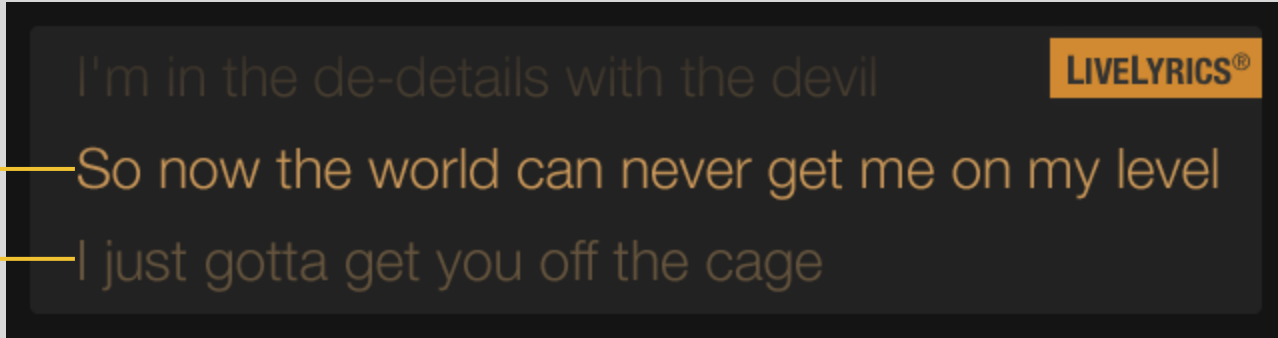 I'm in the de-details with the devil
LIVELYRICS®
So now the world can never get me on my level
I just gotta get you off the cage